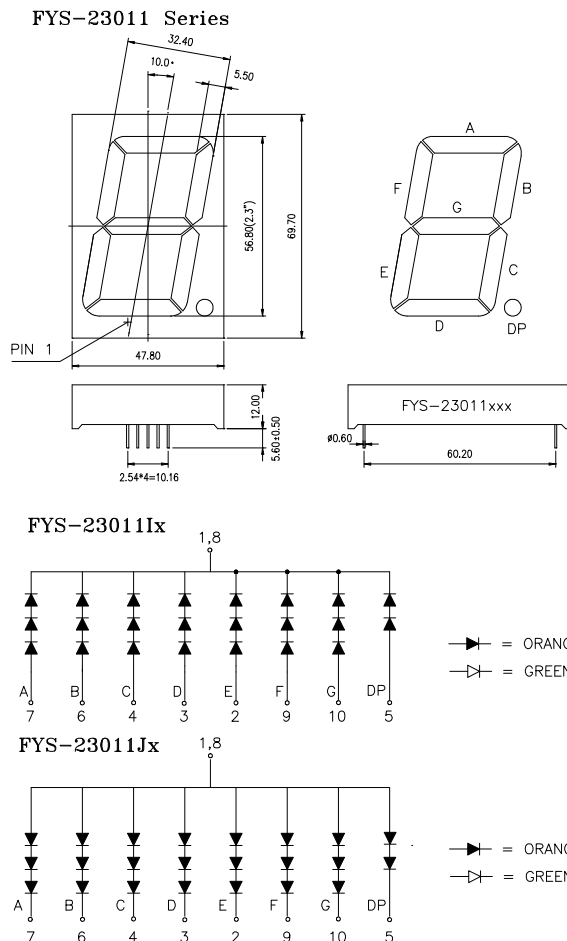 FYS-23011 Series
32.40
10.0°
5.50
56.80(2.3")
69.70
PIN 1
47.80
A
F
B
G
E
C
D
DP
12.00
5.60±0.50
2.54*4=10.16
FYS-23011xxx
ø0.60
60.20
FYS-23011Ix
1,8
A B C D E F G DP
7 6 4 3 2 9 10 5
= ORANG
= GREEN
FYS-23011Jx
1,8
A B C D E F G DP
7 6 4 3 2 9 10 5
= ORANG
= GREEN